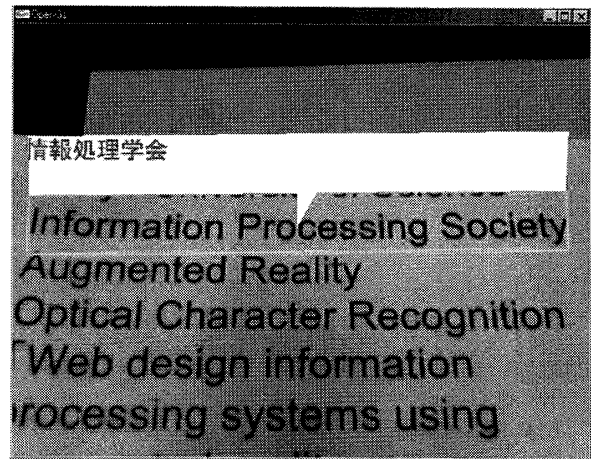 情報処理学会
Information Processing Society
Augmented Reality
Optical Character Recognition
「Web design information
rocessing systems using